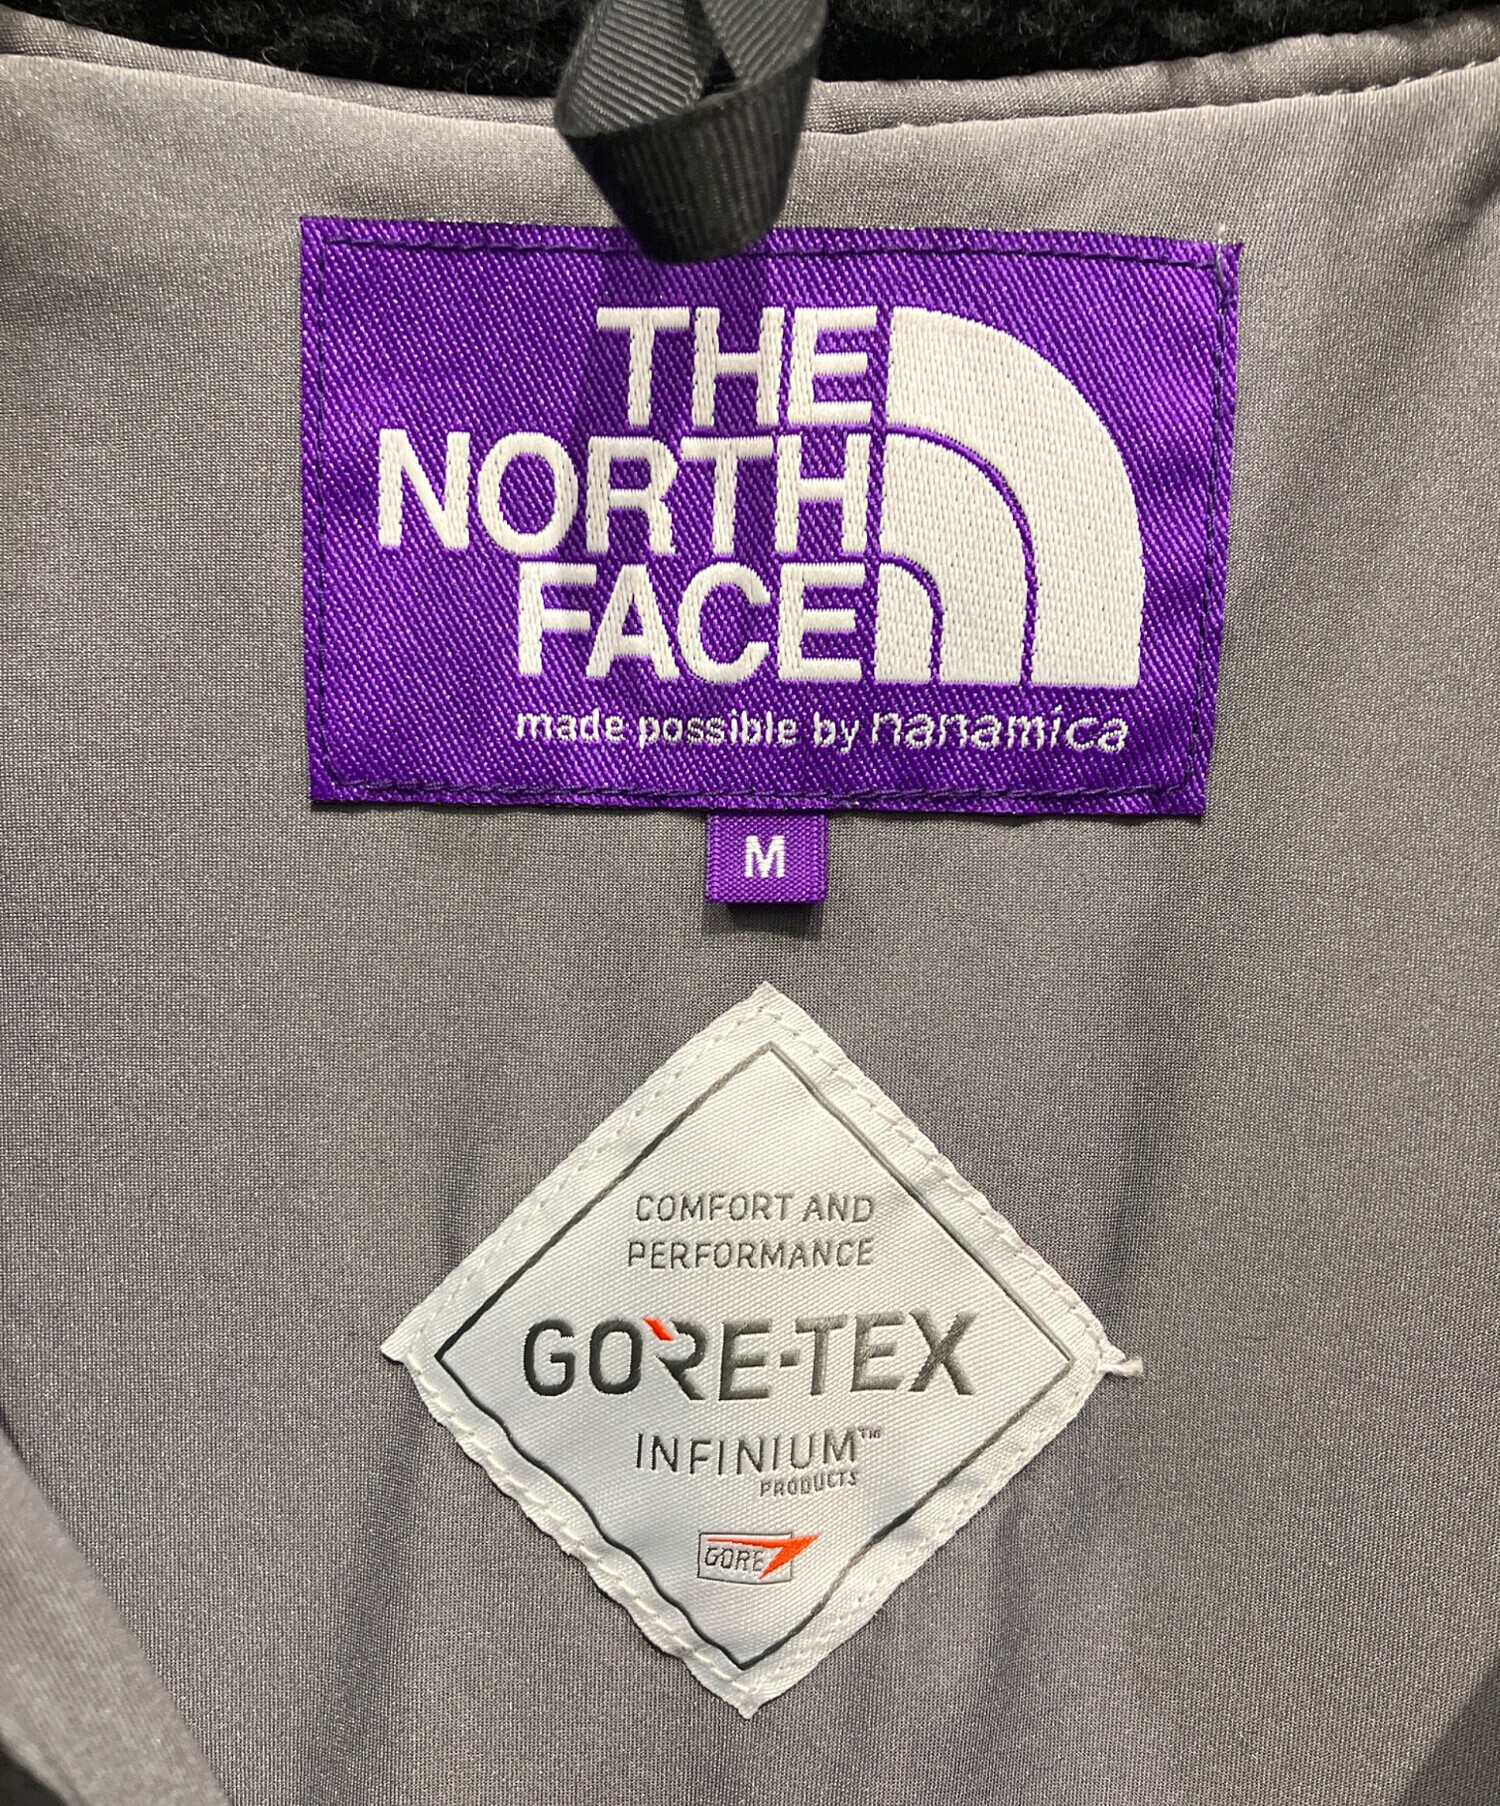 THE
NORTH
FACE
made possible by nanamica
M
COMFORT AND
PERFORMANCE
GORE-TEX
INFINIUM™
PRODUCTS
GORE